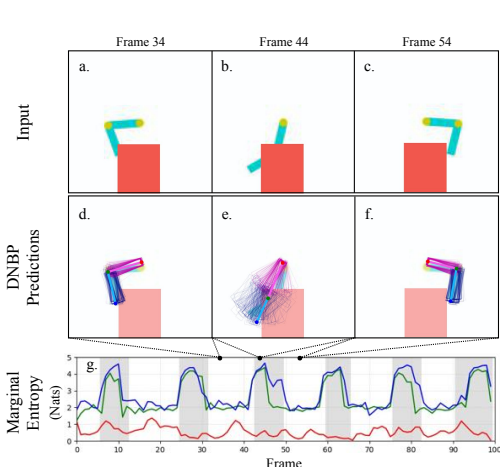 Frame 34 Frame 44 Frame 54
Input
a. b. c.
DNBP
Predictions
d. e. f.
Marginal
Entropy
(Nats)
g.
5
4
3
2
1
0
0 10 20 30 40 50 60 70 80 90 100
Frame